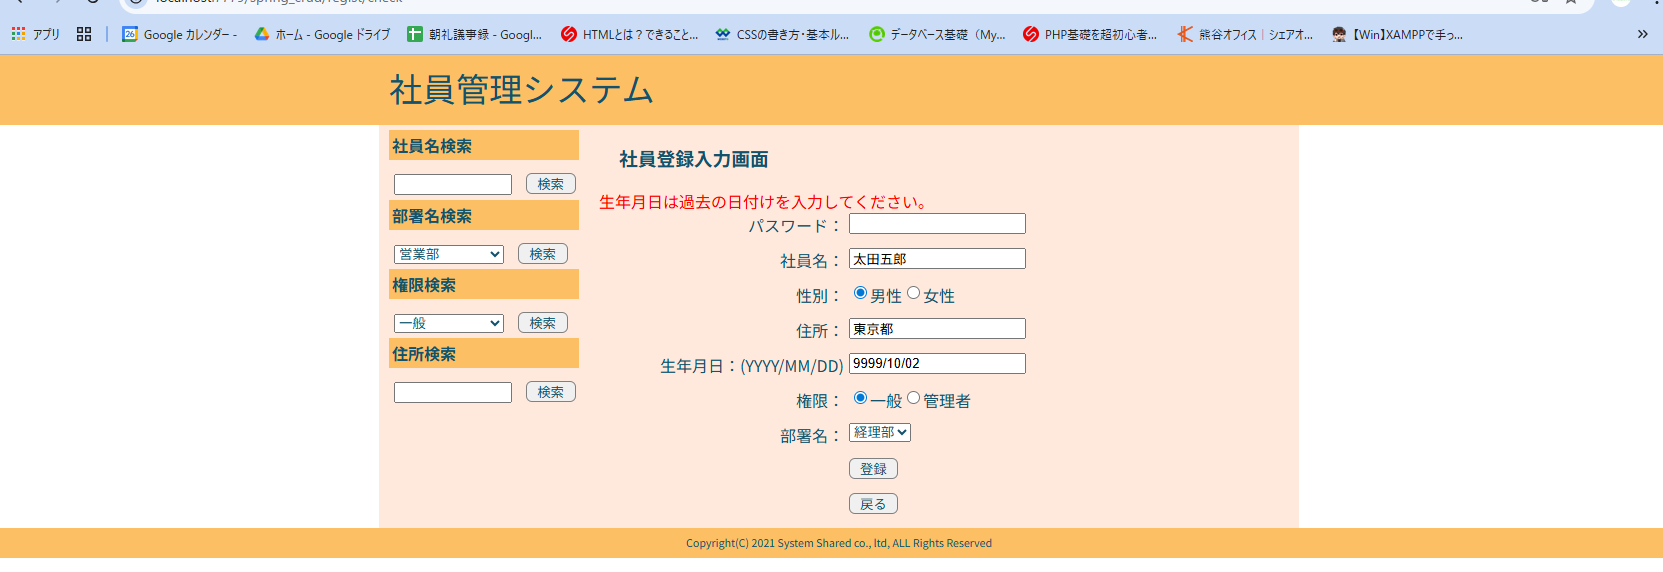 アプリ
Google カレンダー -
ホーム - Google ドライブ
朝礼議事録 - Googl...
HTMLとは？できること...
CSSの書き方・基本ル...
データベース基礎（My...
PHP基礎を超初心者...
熊谷オフィス｜シェアオ...
【Win】XAMPPで手っ...
社員管理システム
社員名検索
検索
部署名検索
営業部
検索
権限検索
一般
検索
住所検索
検索
社員登録入力画面
生年月日は過去の日付けを入力してください。
パスワード：
社員名：太田五郎
性別：男性 女性
住所：東京都
生年月日：(YYYY/MM/DD) 9999/10/02
権限：一般 管理者
部署名：経理部
登録
戻る
Copyright(C) 2021 System Shared co., ltd, ALL Rights Reserved